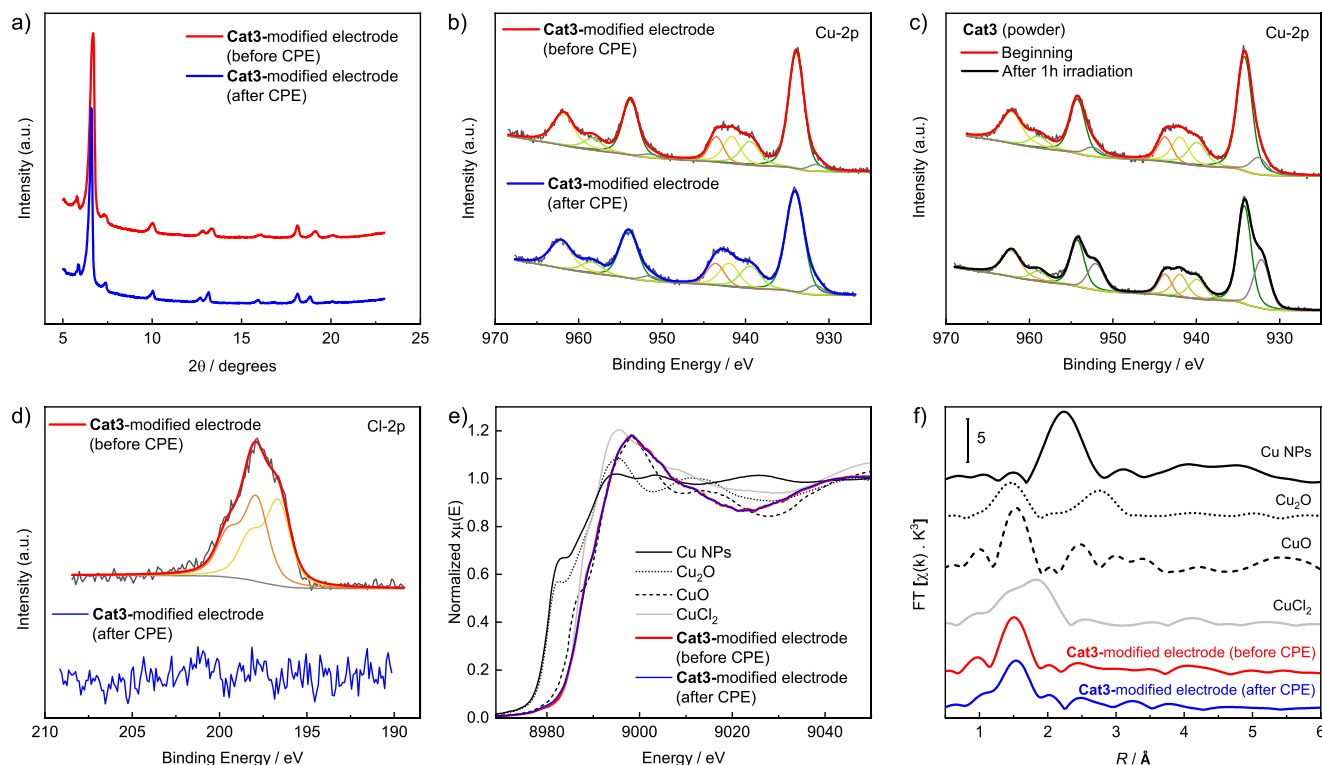 a)
Cat3-modified electrode
(before CPE)
Cat3-modified electrode
(after CPE)
Intensity (a.u.)
5 10 15 20 25
2θ / degrees
b)
Cat3-modified electrode
(before CPE)
Cu-2p
Cat3-modified electrode
(after CPE)
Intensity (a.u.)
970 960 950 940 930
Binding Energy / eV
c)
Cat3 (powder)
Cu-2p
Beginning
After 1h irradiation
Intensity (a.u.)
970 960 950 940 930
Binding Energy / eV
d)
Cat3-modified electrode
(before CPE)
Cl-2p
Cat3-modified electrode
(after CPE)
Intensity (a.u.)
210 205 200 195 190
Binding Energy / eV
e)
Normalized xμ(E)
1.2
1.0
0.8
0.6
0.4
0.2
0.0
Cu NPs
Cu₂O
CuO
CuCl₂
Cat3-modified electrode
(before CPE)
Cat3-modified electrode
(after CPE)
8980 9000 9020 9040
Energy / eV
f)
5
Cu NPs
Cu₂O
CuO
CuCl₂
Cat3-modified electrode (before CPE)
Cat3-modified electrode (after CPE)
FT [χ(k) . K³]
1 2 3 4 5 6
R / Å